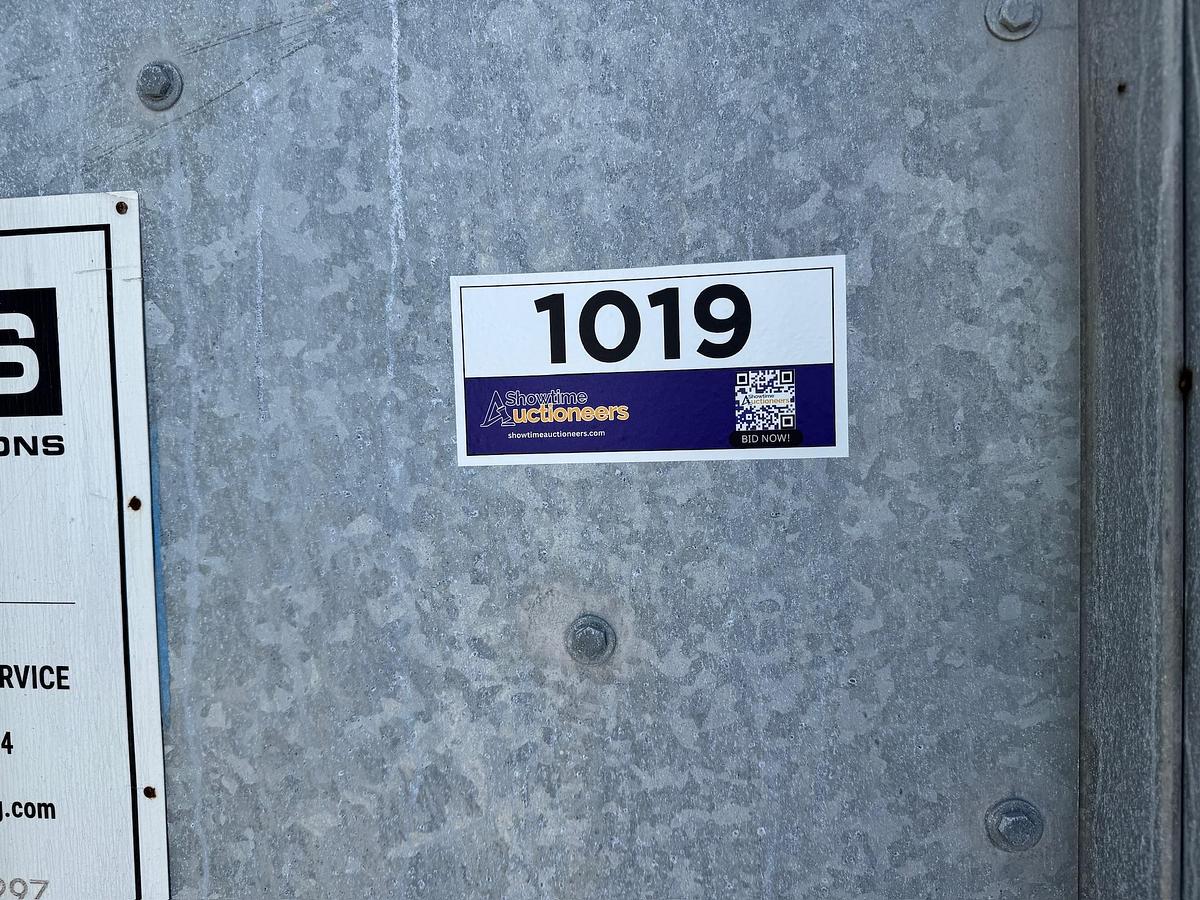 S
ONS
RVICE
4
g.com
997
1019
Showtime
Auctioneers
showtimeauctioneers.com
Showtime
Auctioneers
BID NOW!